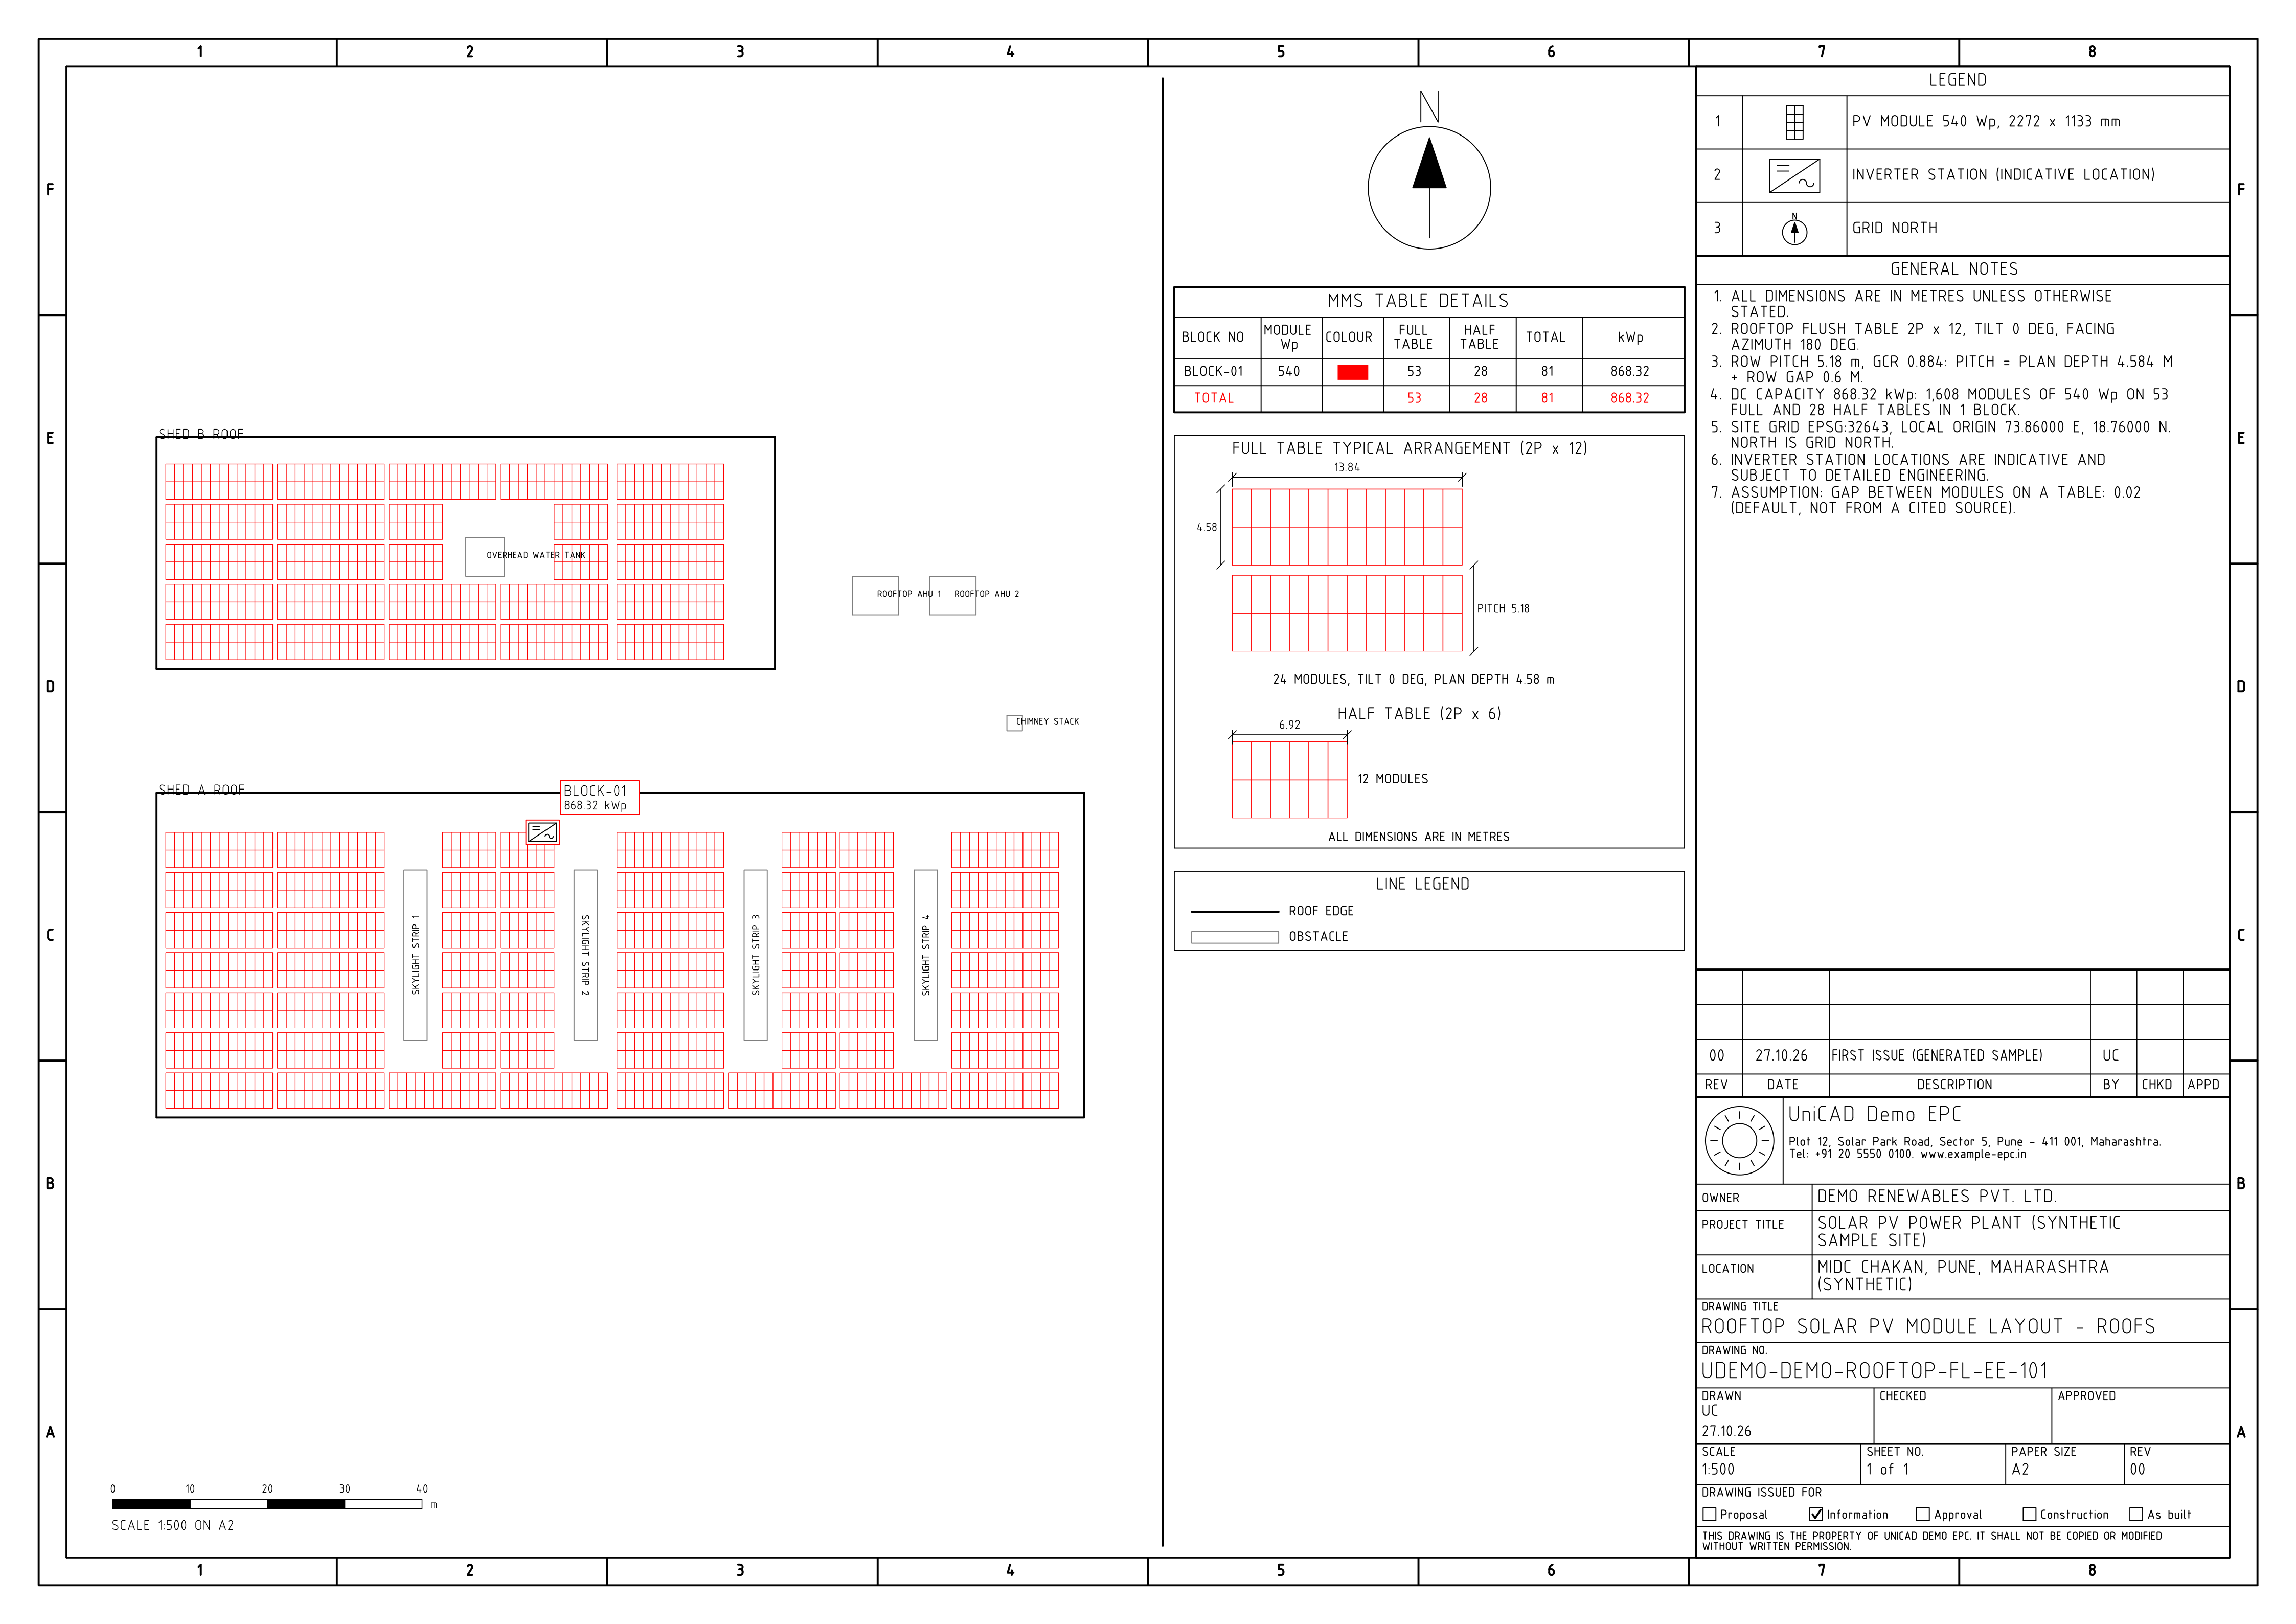 1 2 3 4 5 6 7 8
F
E
D
C
B
A
SHED B ROOF
OVERHEAD WATER TANK
ROOFTOP AHU 1
ROOFTOP AHU 2
CHIMNEY STACK
SHED A ROOF
BLOCK-01
868.32 kWp
SKYLIGHT STRIP 1
SKYLIGHT STRIP 2
SKYLIGHT STRIP 3
SKYLIGHT STRIP 4
0 10 20 30 40
m
SCALE 1:500 ON A2
N
MMS TABLE DETAILS
BLOCK NO MODULE Wp COLOUR FULL TABLE HALF TABLE TOTAL kWp
BLOCK-01 540 53 28 81 868.32
TOTAL 53 28 81 868.32
FULL TABLE TYPICAL ARRANGEMENT (2P x 12)
13.84
4.58
PITCH 5.18
24 MODULES, TILT 0 DEG, PLAN DEPTH 4.58 m
HALF TABLE (2P x 6)
6.92
12 MODULES
ALL DIMENSIONS ARE IN METRES
LINE LEGEND
ROOF EDGE
OBSTACLE
LEGEND
1 PV MODULE 540 Wp, 2272 x 1133 mm
2 INVERTER STATION (INDICATIVE LOCATION)
3 N GRID NORTH
GENERAL NOTES
1. ALL DIMENSIONS ARE IN METRES UNLESS OTHERWISE
STATED.
2. ROOFTOP FLUSH TABLE 2P x 12, TILT 0 DEG, FACING
AZIMUTH 180 DEG.
3. ROW PITCH 5.18 m, GCR 0.884: PITCH = PLAN DEPTH 4.584 M
+ ROW GAP 0.6 M.
4. DC CAPACITY 868.32 kWp: 1,608 MODULES OF 540 Wp ON 53
FULL AND 28 HALF TABLES IN 1 BLOCK.
5. SITE GRID EPSG:32643, LOCAL ORIGIN 73.86000 E, 18.76000 N.
NORTH IS GRID NORTH.
6. INVERTER STATION LOCATIONS ARE INDICATIVE AND
SUBJECT TO DETAILED ENGINEERING.
7. ASSUMPTION: GAP BETWEEN MODULES ON A TABLE: 0.02
(DEFAULT, NOT FROM A CITED SOURCE).
00 27.10.26 FIRST ISSUE (GENERATED SAMPLE) UC
REV DATE DESCRIPTION BY CHKD APPD
UniCAD Demo EPC
Plot 12, Solar Park Road, Sector 5, Pune - 411 001, Maharashtra.
Tel: +91 20 5550 0100. www.example-epc.in
OWNER DEMO RENEWABLES PVT. LTD.
PROJECT TITLE SOLAR PV POWER PLANT (SYNTHETIC
SAMPLE SITE)
LOCATION MIDC CHAKAN, PUNE, MAHARASHTRA
(SYNTHETIC)
DRAWING TITLE
ROOFTOP SOLAR PV MODULE LAYOUT - ROOFS
DRAWING NO.
UDEMO-DEMO-ROOFTOP-FL-EE-101
DRAWN CHECKED APPROVED
UC
27.10.26
SCALE SHEET NO. PAPER SIZE REV
1:500 1 of 1 A2 00
DRAWING ISSUED FOR
Proposal Information Approval Construction As built
THIS DRAWING IS THE PROPERTY OF UNICAD DEMO EPC. IT SHALL NOT BE COPIED OR MODIFIED
WITHOUT WRITTEN PERMISSION.
F
E
D
C
B
A
1 2 3 4 5 6 7 8